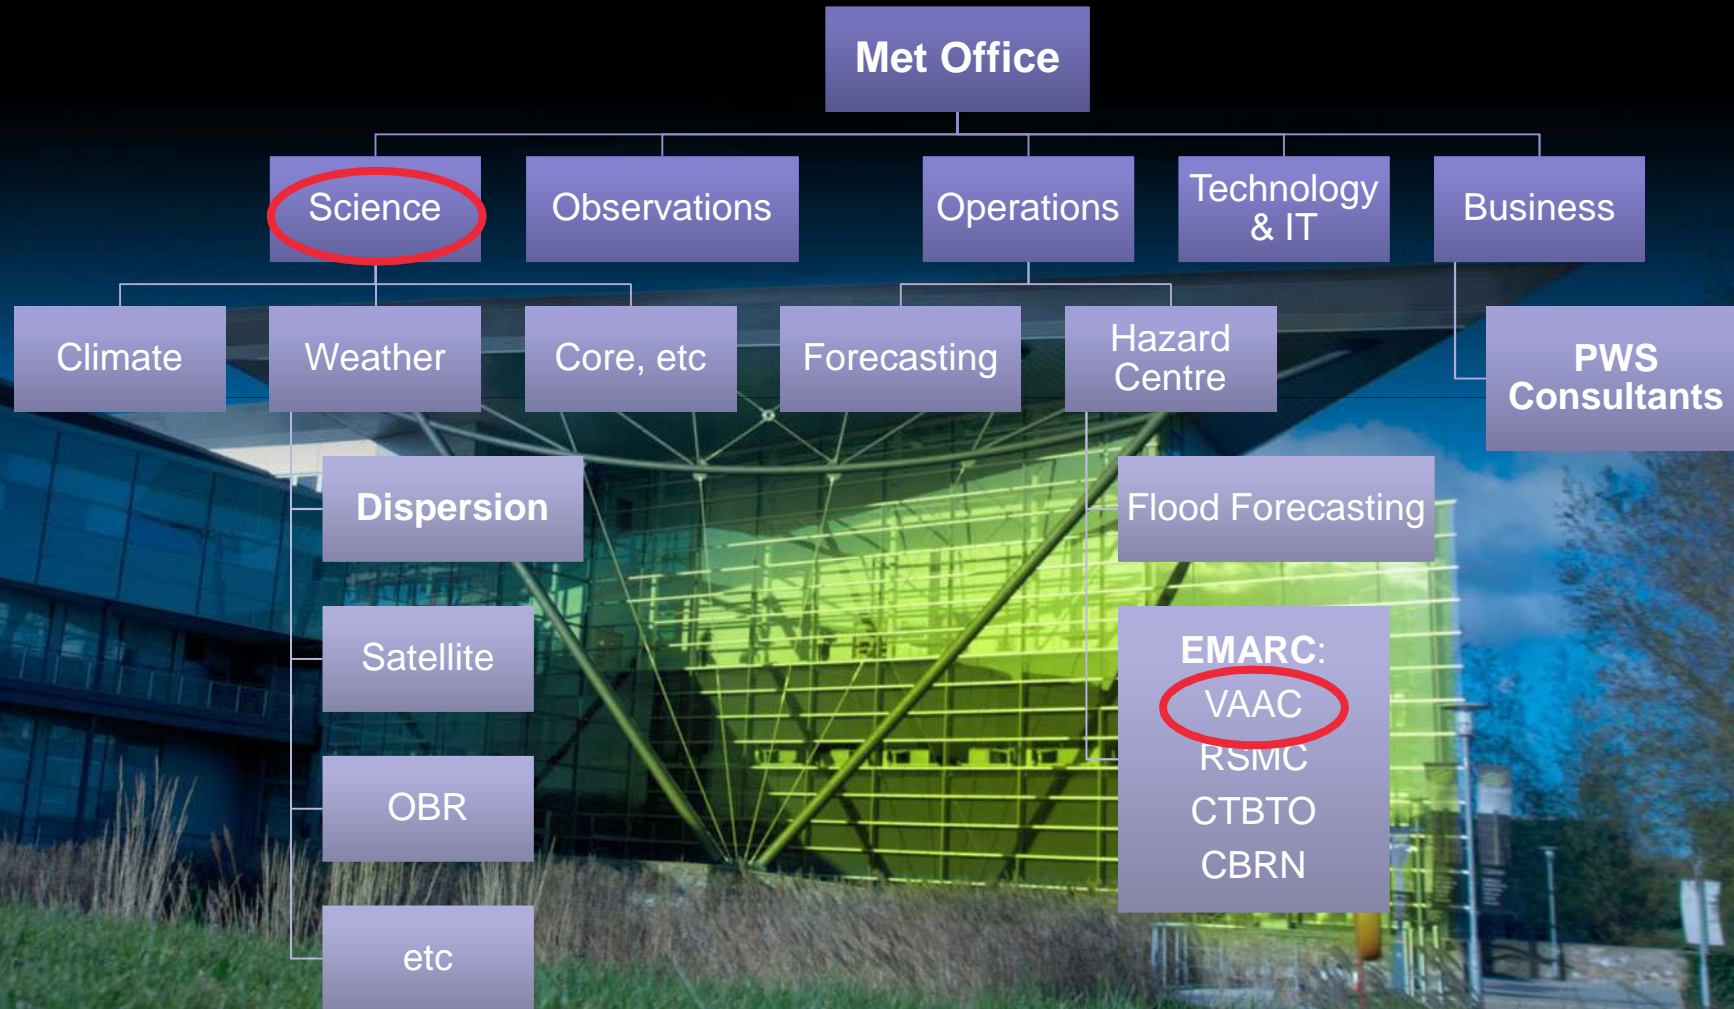 Met Office
Science
Observations
Operations
Technology
& IT
Business
Climate
Weather
Core, etc
Forecasting
Hazard
Centre
PWS
Consultants
Dispersion
Satellite
OBR
etc
Flood Forecasting
EMARC:
VAAC
RSMC
CTBTO
CBRN